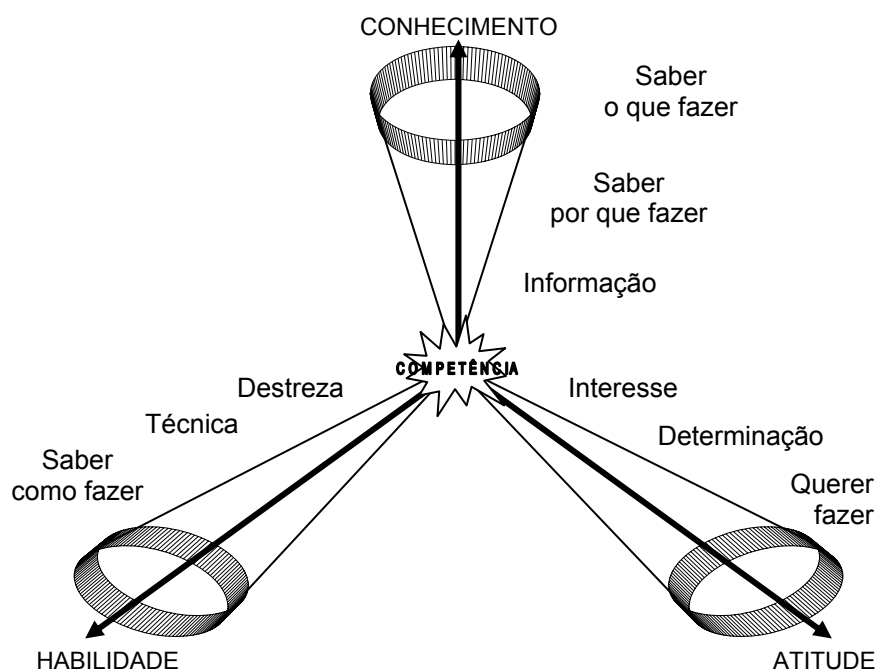 CONHECIMENTO
Saber
o que fazer
Saber
por que fazer
Informação
COMPETÊNCIA
Destreza
Interesse
Técnica
Determinação
Saber
como fazer
Querer
fazer
HABILIDADE
ATITUDE